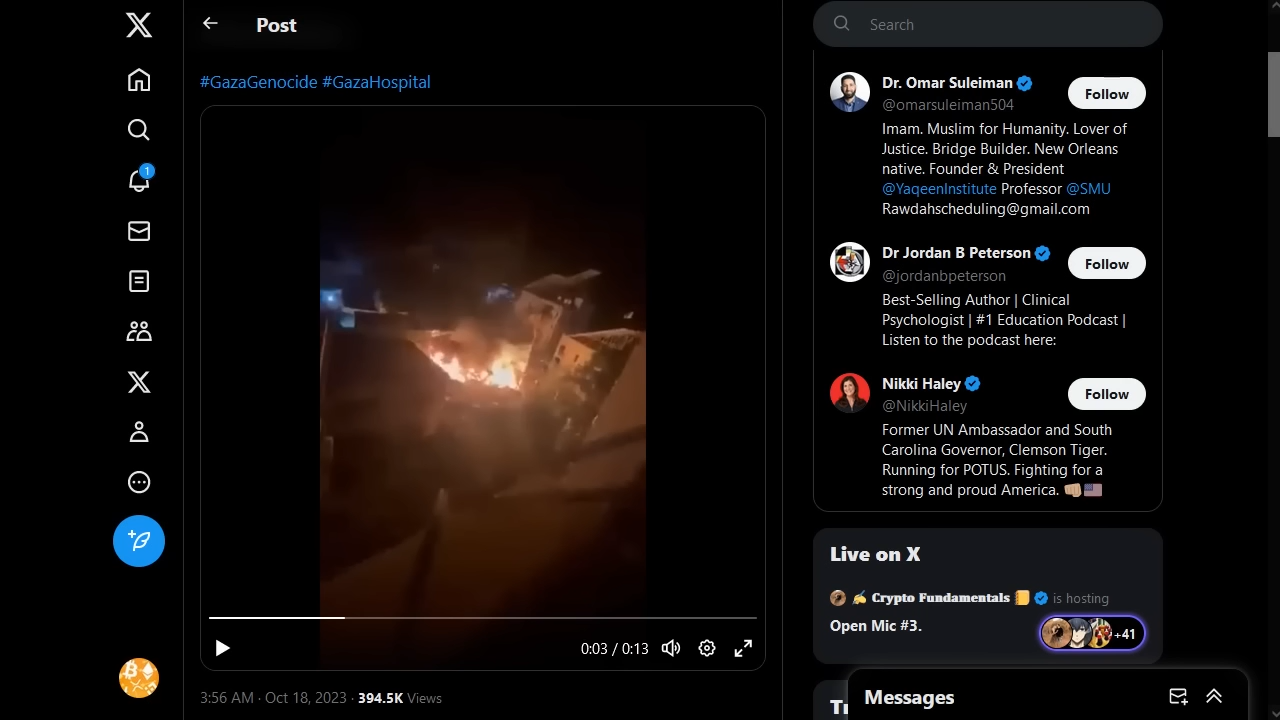 Post
Search
#GazaGenocide #GazaHospital
Dr. Omar Suleiman
Follow
@omarsuleiman504
Imam. Muslim for Humanity. Lover of
Justice. Bridge Builder. New Orleans
native. Founder & President
@YaqeenInstitute Professor @SMU
Rawdahscheduling@gmail.com
Dr Jordan B Peterson
Follow
@jordanbpeterson
Best-Selling Author | Clinical
Psychologist | #1 Education Podcast |
Listen to the podcast here:
Nikki Haley
Follow
@NikkiHaley
Former UN Ambassador and South
Carolina Governor, Clemson Tiger.
Running for POTUS. Fighting for a
strong and proud America. 👊🏼🇺🇸
Live on X
✍️ Crypto Fundamentals 📒 is hosting
Open Mic #3.
+41
1
0:03 / 0:13
3:56 AM · Oct 18, 2023 · 394.5K Views
Messages